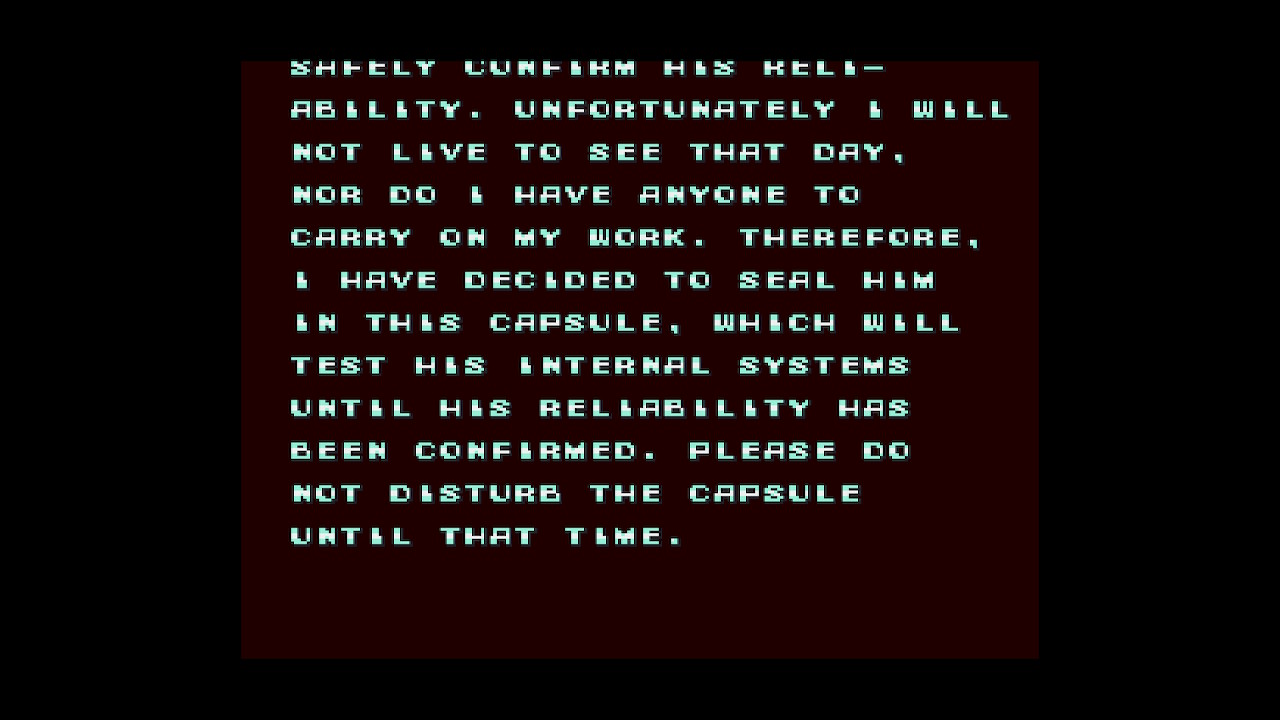 SAFELY CONFIRM HIS RELI-
ABILITY. UNFORTUNATELY I WILL
NOT LIVE TO SEE THAT DAY,
NOR DO I HAVE ANYONE TO
CARRY ON MY WORK. THEREFORE,
I HAVE DECIDED TO SEAL HIM
IN THIS CAPSULE, WHICH WILL
TEST HIS INTERNAL SYSTEMS
UNTIL HIS RELIABILITY HAS
BEEN CONFIRMED. PLEASE DO
NOT DISTURB THE CAPSULE
UNTIL THAT TIME.